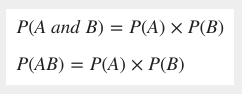 P(A and B) = P(A) × P(B)
P(AB) = P(A) × P(B)